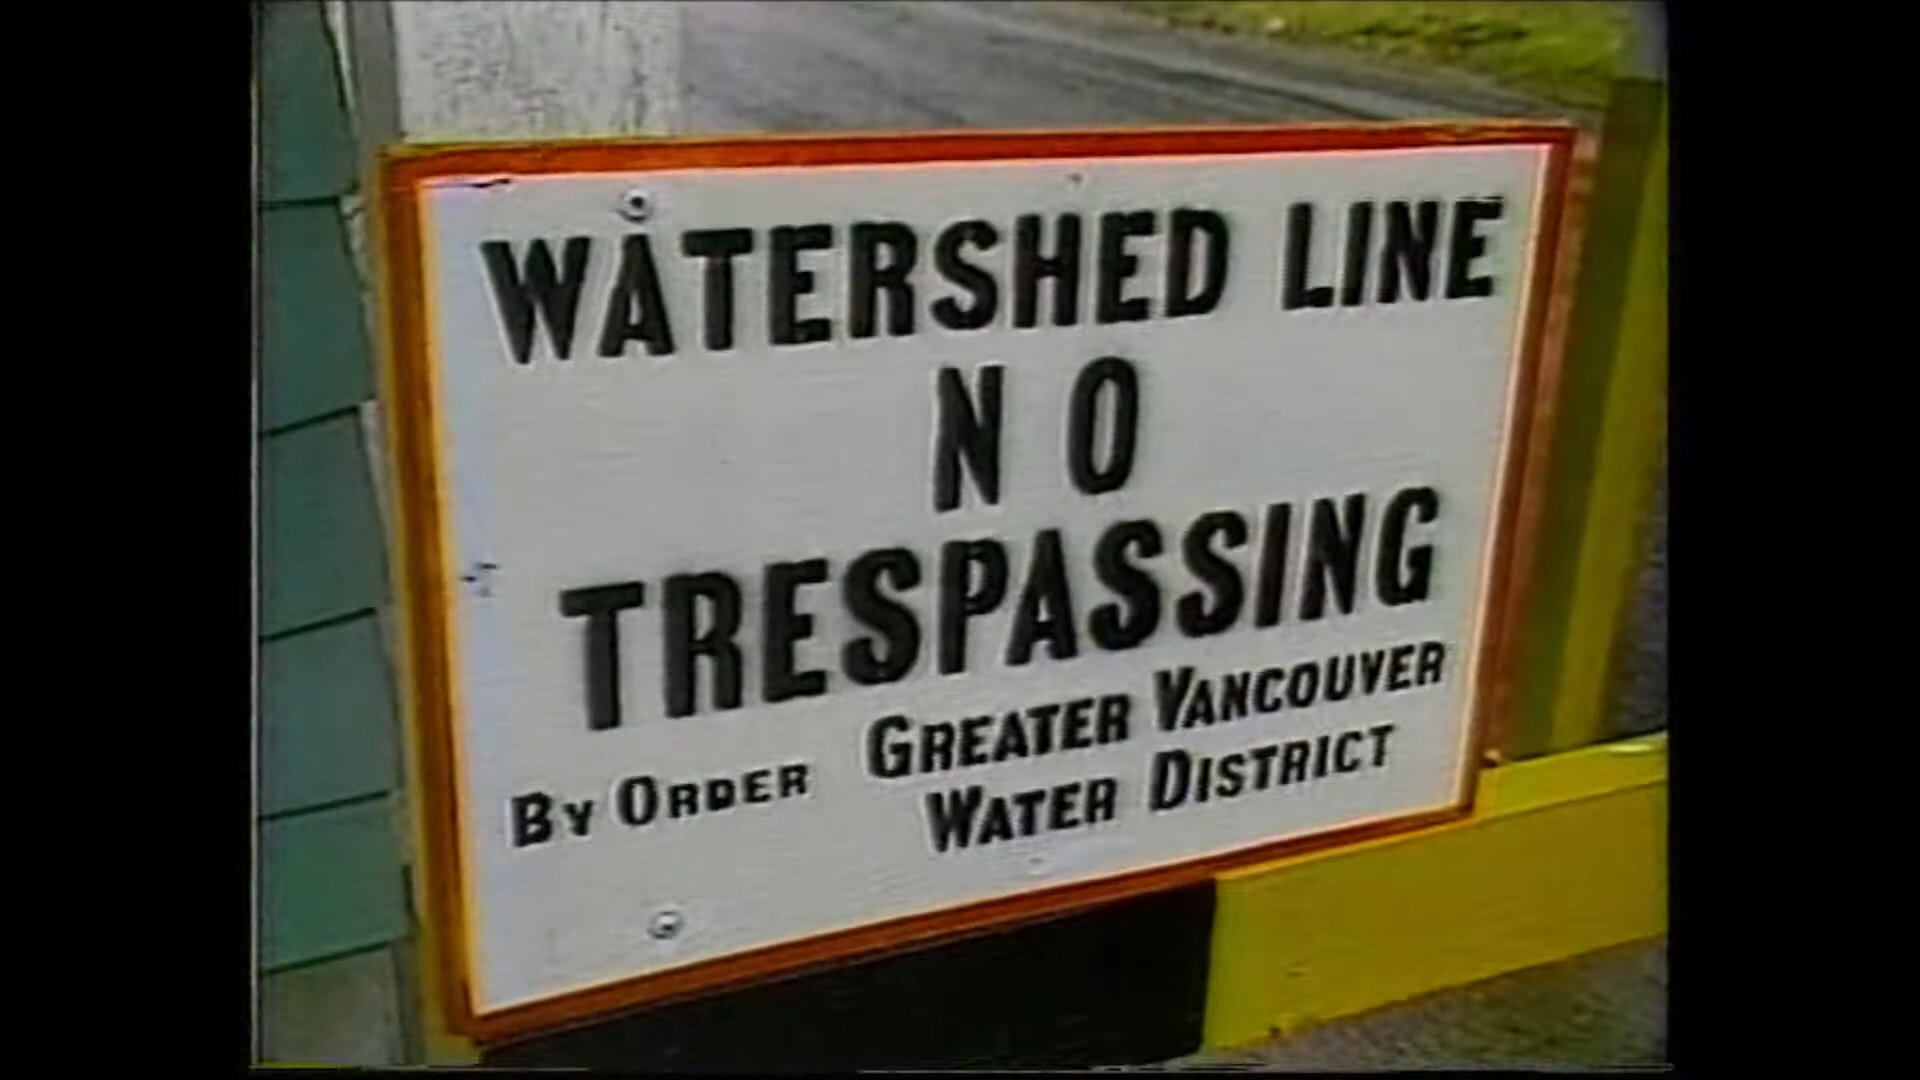 WATERSHED LINE
NO
TRESPASSING
BY ORDER GREATER VANCOUVER
WATER DISTRICT